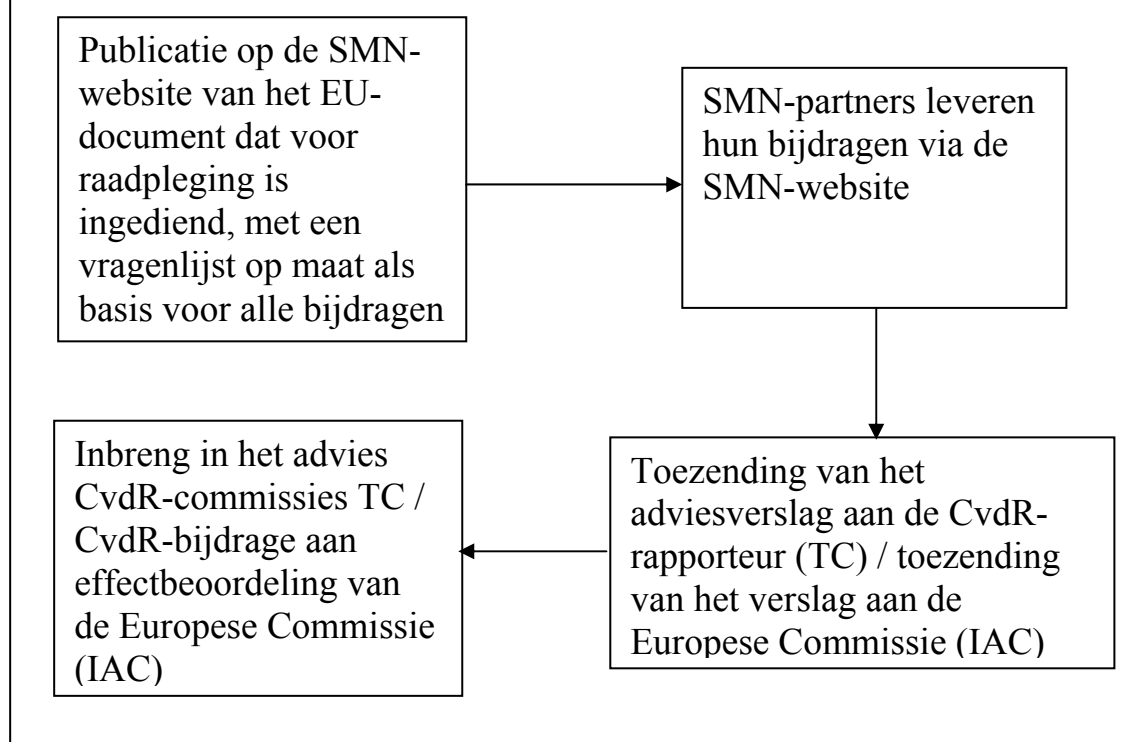 Publicatie op de SMN-
website van het EU-
document dat voor
raadpleging is
ingediend, met een
vragenlijst op maat als
basis voor alle bijdragen
SMN-partners leveren
hun bijdragen via de
SMN-website
Toezending van het
adviesverslag aan de CvdR-
rapporteur (TC) / toezending
van het verslag aan de
Europese Commissie (IAC)
Inbreng in het advies
CvdR-commissies TC /
CvdR-bijdrage aan
effectbeoordeling van
de Europese Commissie
(IAC)